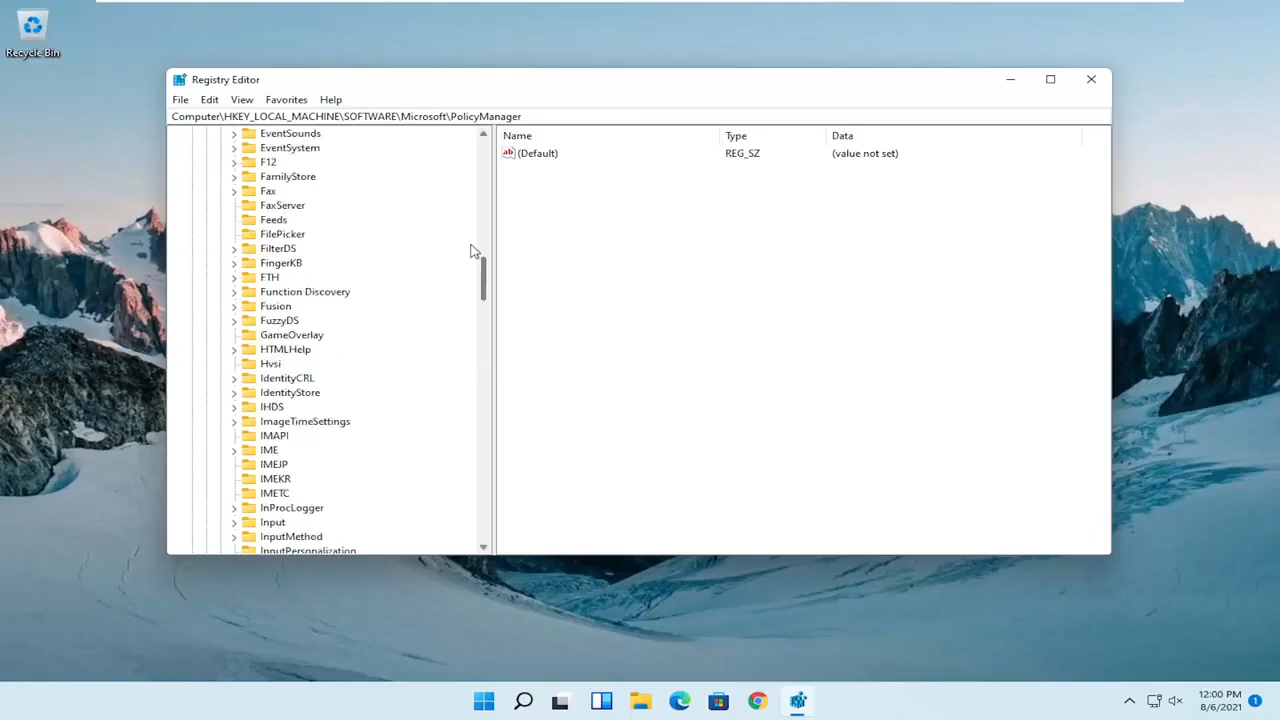 Recycle Bin
Registry Editor
File Edit View Favorites Help
Computer\HKEY_LOCAL_MACHINE\SOFTWARE\Microsoft\PolicyManager
EventSounds
EventSystem
F12
FamilyStore
Fax
FaxServer
Feeds
FilePicker
FilterDS
FingerKB
FTH
Function Discovery
Fusion
FuzzyDS
GameOverlay
HTMLHelp
Hvsi
IdentityCRL
IdentityStore
IHDS
ImageTimeSettings
IMAPI
IME
IMEJP
IMEKR
IMETC
InProcLogger
Input
InputMethod
InputPersonalization
Name Type Data
ab (Default) REG_SZ (value not set)
12:00 PM
8/6/2021
1